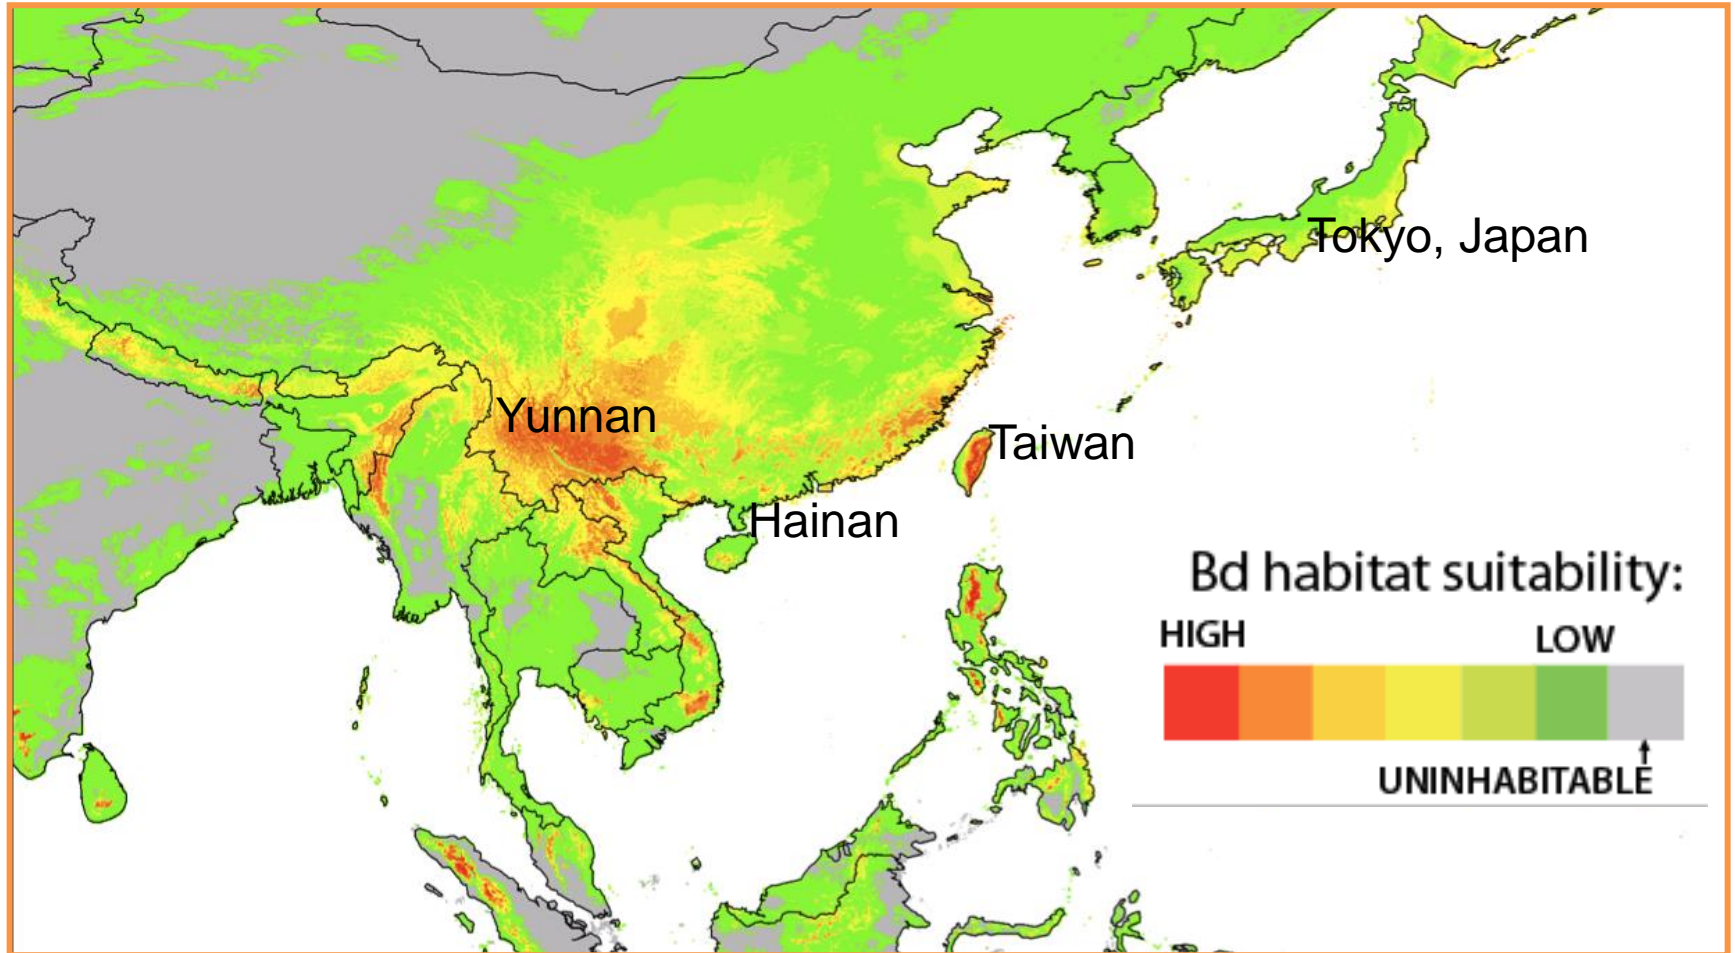 Tokyo, Japan
Yunnan
Taiwan
Hainan
Bd habitat suitability:
HIGH LOW
UNINHABITABLE